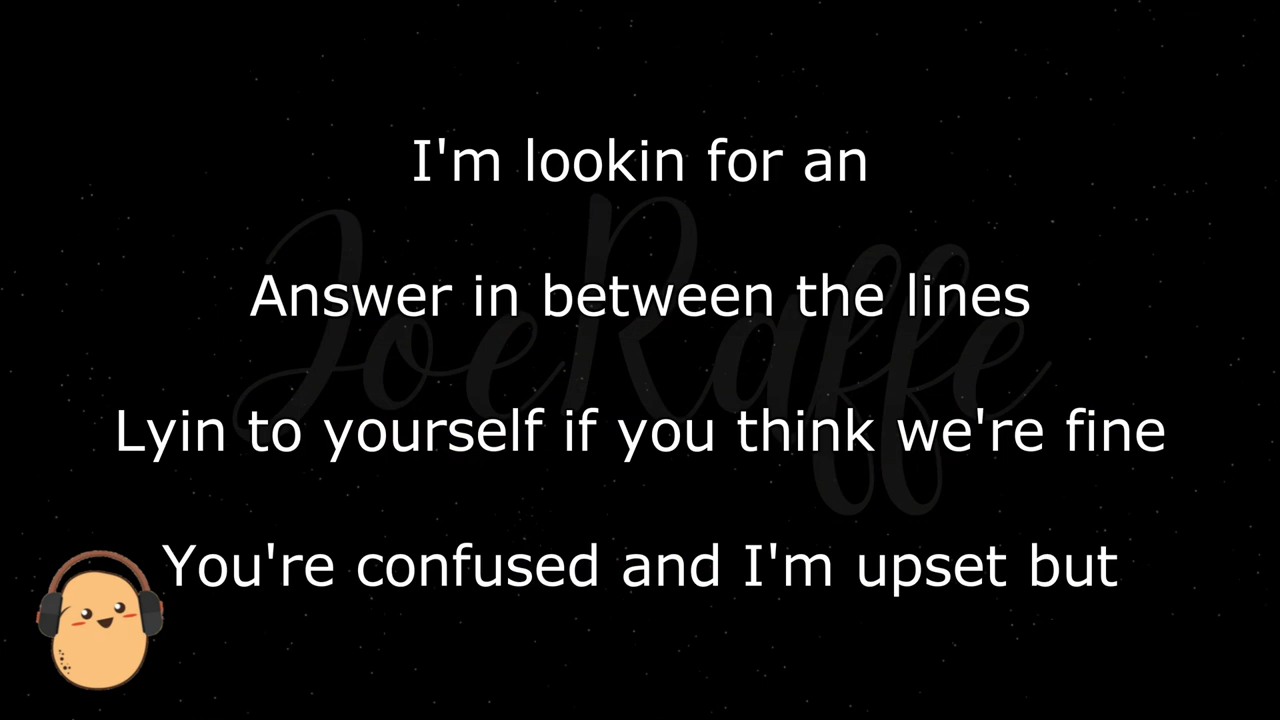 I'm lookin for an
Answer in between the lines
JoeRaffe
Lyin to yourself if you think we're fine
You're confused and I'm upset but